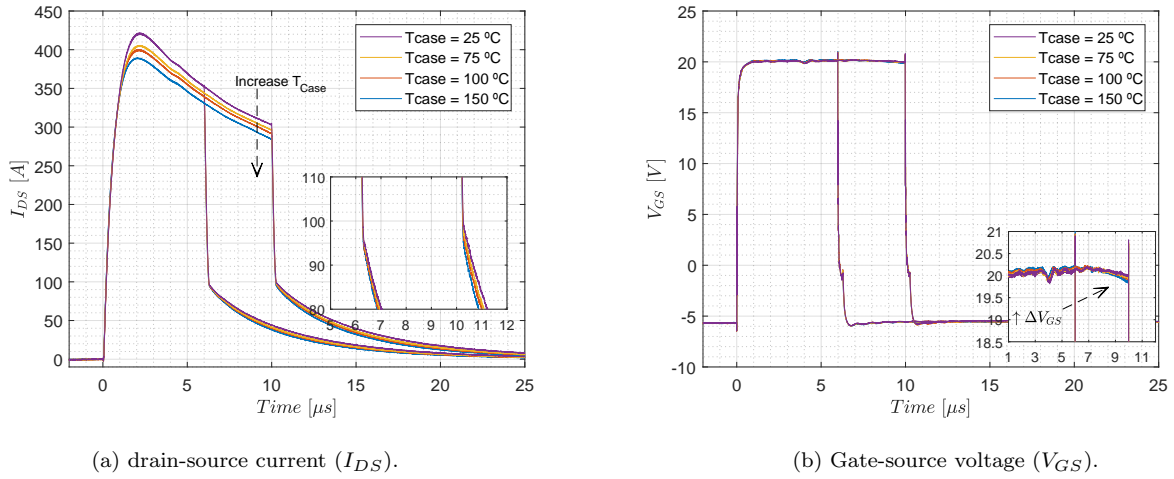 450
400
350
300
250
200
150
100
50
0
I_DS [A]
Tcase = 25 ºC
Tcase = 75 ºC
Tcase = 100 ºC
Tcase = 150 ºC
Increase T_Case
110
100
90
80
5 6 7 8 9 10 11 12
0 5 10 15 20 25
Time [μs]
(a) drain-source current (I_DS).
25
20
15
10
5
0
-5
-10
V_GS [V]
Tcase = 25 ºC
Tcase = 75 ºC
Tcase = 100 ºC
Tcase = 150 ºC
21
20.5
20
19.5
19
18.5
↑ ΔV_GS
1 3 5 7 9 11
0 5 10 15 20 25
Time [μs]
(b) Gate-source voltage (V_GS).